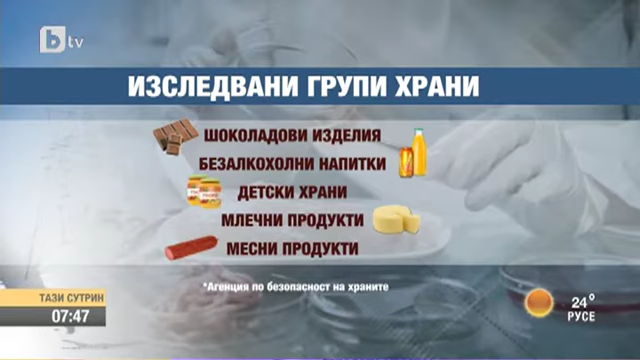 btv
ИЗСЛЕДВАНИ ГРУПИ ХРАНИ
ШОКОЛАДОВИ ИЗДЕЛИЯ
БЕЗАЛКОХОЛНИ НАПИТКИ
ДЕТСКИ ХРАНИ
МЛЕЧНИ ПРОДУКТИ
МЕСНИ ПРОДУКТИ
*Агенция по безопасност на храните
ТАЗИ СУТРИН
07:47
24°
РУСЕ